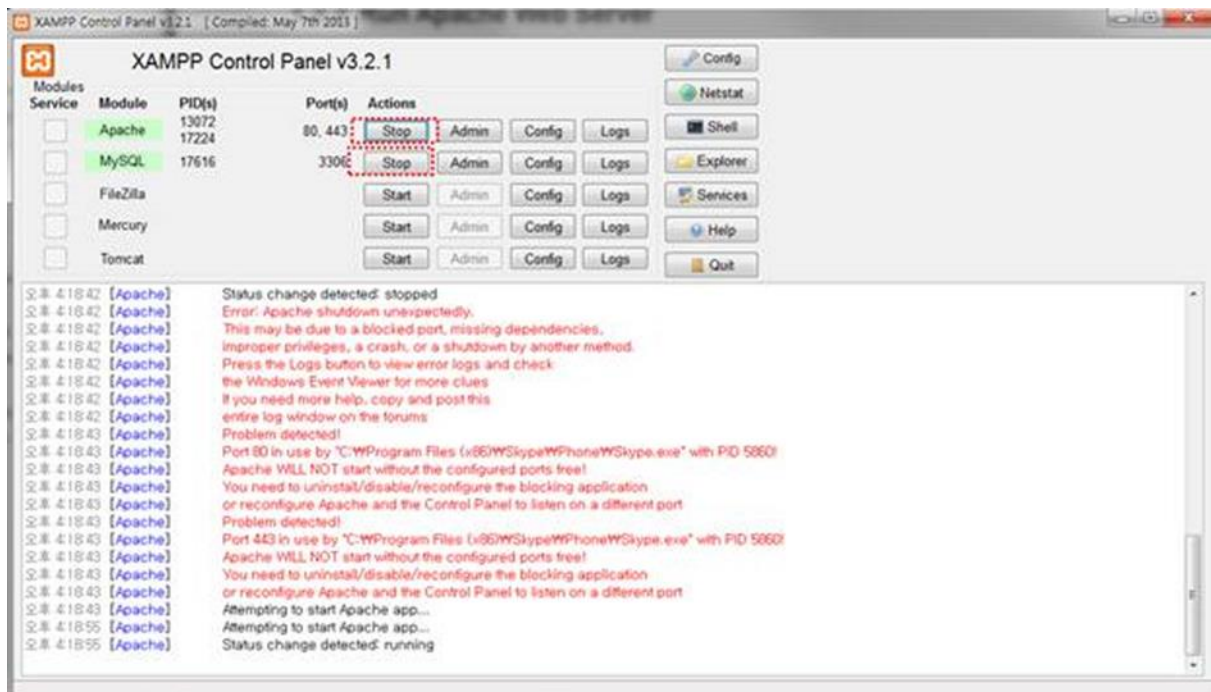 Run Apache Web Server
XAMPP Control Panel v3.2.1 [ Compiled: May 7th 2013 ]
XAMPP Control Panel v3.2.1
Config
Modules
Service Module PID(s) Port(s) Actions
Netstat
Apache 13072 17224 80, 443 Stop Admin Config Logs
Shell
MySQL 17616 3306 Stop Admin Config Logs
Explorer
FileZilla Start Admin Config Logs
Services
Mercury Start Admin Config Logs
Help
Tomcat Start Admin Config Logs
Quit
오후 4:18:42 [Apache] Status change detected: stopped
오후 4:18:42 [Apache] Error: Apache shutdown unexpectedly.
오후 4:18:42 [Apache] This may be due to a blocked port, missing dependencies,
오후 4:18:42 [Apache] improper privileges, a crash, or a shutdown by another method.
오후 4:18:42 [Apache] Press the Logs button to view error logs and check
오후 4:18:42 [Apache] the Windows Event Viewer for more clues
오후 4:18:42 [Apache] If you need more help, copy and post this
오후 4:18:42 [Apache] entire log window on the forums
오후 4:18:43 [Apache] Problem detected!
오후 4:18:43 [Apache] Port 80 in use by "C:₩Program Files (x86)₩Skype₩Phone₩Skype.exe" with PID 5860!
오후 4:18:43 [Apache] Apache WILL NOT start without the configured ports free!
오후 4:18:43 [Apache] You need to uninstall/disable/reconfigure the blocking application
오후 4:18:43 [Apache] or reconfigure Apache and the Control Panel to listen on a different port
오후 4:18:43 [Apache] Problem detected!
오후 4:18:43 [Apache] Port 443 in use by "C:₩Program Files (x86)₩Skype₩Phone₩Skype.exe" with PID 5860!
오후 4:18:43 [Apache] Apache WILL NOT start without the configured ports free!
오후 4:18:43 [Apache] You need to uninstall/disable/reconfigure the blocking application
오후 4:18:43 [Apache] or reconfigure Apache and the Control Panel to listen on a different port
오후 4:18:43 [Apache] Attempting to start Apache app...
오후 4:18:55 [Apache] Attempting to start Apache app...
오후 4:18:55 [Apache] Status change detected: running